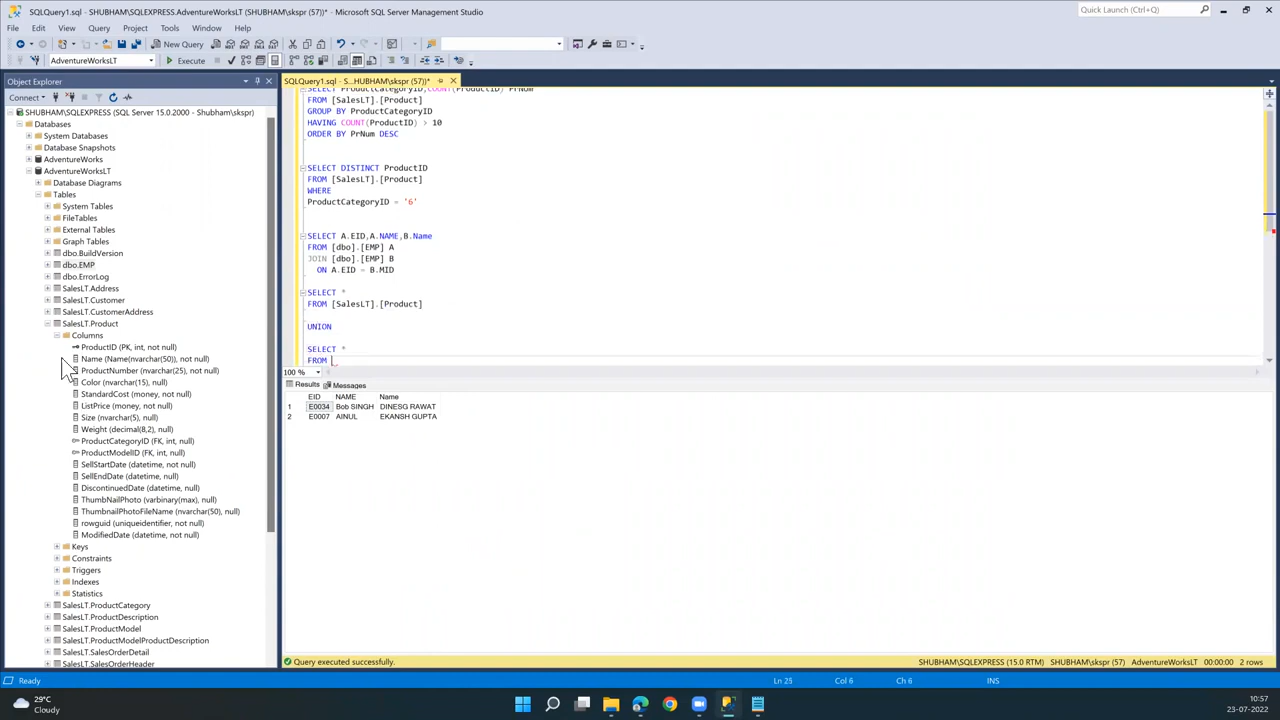 SQLQuery1.sql - SHUBHAM\SQLEXPRESS.AdventureWorksLT (SHUBHAM\skspr (57))* - Microsoft SQL Server Management Studio
Quick Launch (Ctrl+Q)
File Edit View Query Project Tools Window Help
New Query
AdventureWorksLT Execute
Object Explorer
SQLQuery1.sql - S...HUBHAM\skspr (57))*
Connect
SHUBHAM\SQLEXPRESS (SQL Server 15.0.2000 - Shubham\skspr)
Databases
System Databases
Database Snapshots
AdventureWorks
AdventureWorksLT
Database Diagrams
Tables
System Tables
FileTables
External Tables
Graph Tables
dbo.BuildVersion
dbo.EMP
dbo.ErrorLog
SalesLT.Address
SalesLT.Customer
SalesLT.CustomerAddress
SalesLT.Product
Columns
ProductID (PK, int, not null)
Name (Name(nvarchar(50)), not null)
ProductNumber (nvarchar(25), not null)
Color (nvarchar(15), null)
StandardCost (money, not null)
ListPrice (money, not null)
Size (nvarchar(5), null)
Weight (decimal(8,2), null)
ProductCategoryID (FK, int, null)
ProductModelID (FK, int, null)
SellStartDate (datetime, not null)
SellEndDate (datetime, null)
DiscontinuedDate (datetime, null)
ThumbNailPhoto (varbinary(max), null)
ThumbnailPhotoFileName (nvarchar(50), null)
rowguid (uniqueidentifier, not null)
ModifiedDate (datetime, not null)
Keys
Constraints
Triggers
Indexes
Statistics
SalesLT.ProductCategory
SalesLT.ProductDescription
SalesLT.ProductModel
SalesLT.ProductModelProductDescription
SalesLT.SalesOrderDetail
SalesLT.SalesOrderHeader
SELECT ProductCategoryID,COUNT(ProductID) PrNum
FROM [SalesLT].[Product]
GROUP BY ProductCategoryID
HAVING COUNT(ProductID) > 10
ORDER BY PrNum DESC
SELECT DISTINCT ProductID
FROM [SalesLT].[Product]
WHERE
ProductCategoryID = '6'
SELECT A.EID,A.NAME,B.Name
FROM [dbo].[EMP] A
JOIN [dbo].[EMP] B
ON A.EID = B.MID
SELECT *
FROM [SalesLT].[Product]
UNION
SELECT *
FROM
100 %
Results Messages
EID NAME Name
1 E0034 Bob SINGH DINESG RAWAT
2 E0007 AINUL EKANSH GUPTA
Query executed successfully.
SHUBHAM\SQLEXPRESS (15.0 RTM) SHUBHAM\skspr (57) AdventureWorksLT 00:00:00 2 rows
Ready Ln 25 Col 6 Ch 6 INS
29°C
Cloudy
10:57
23-07-2022